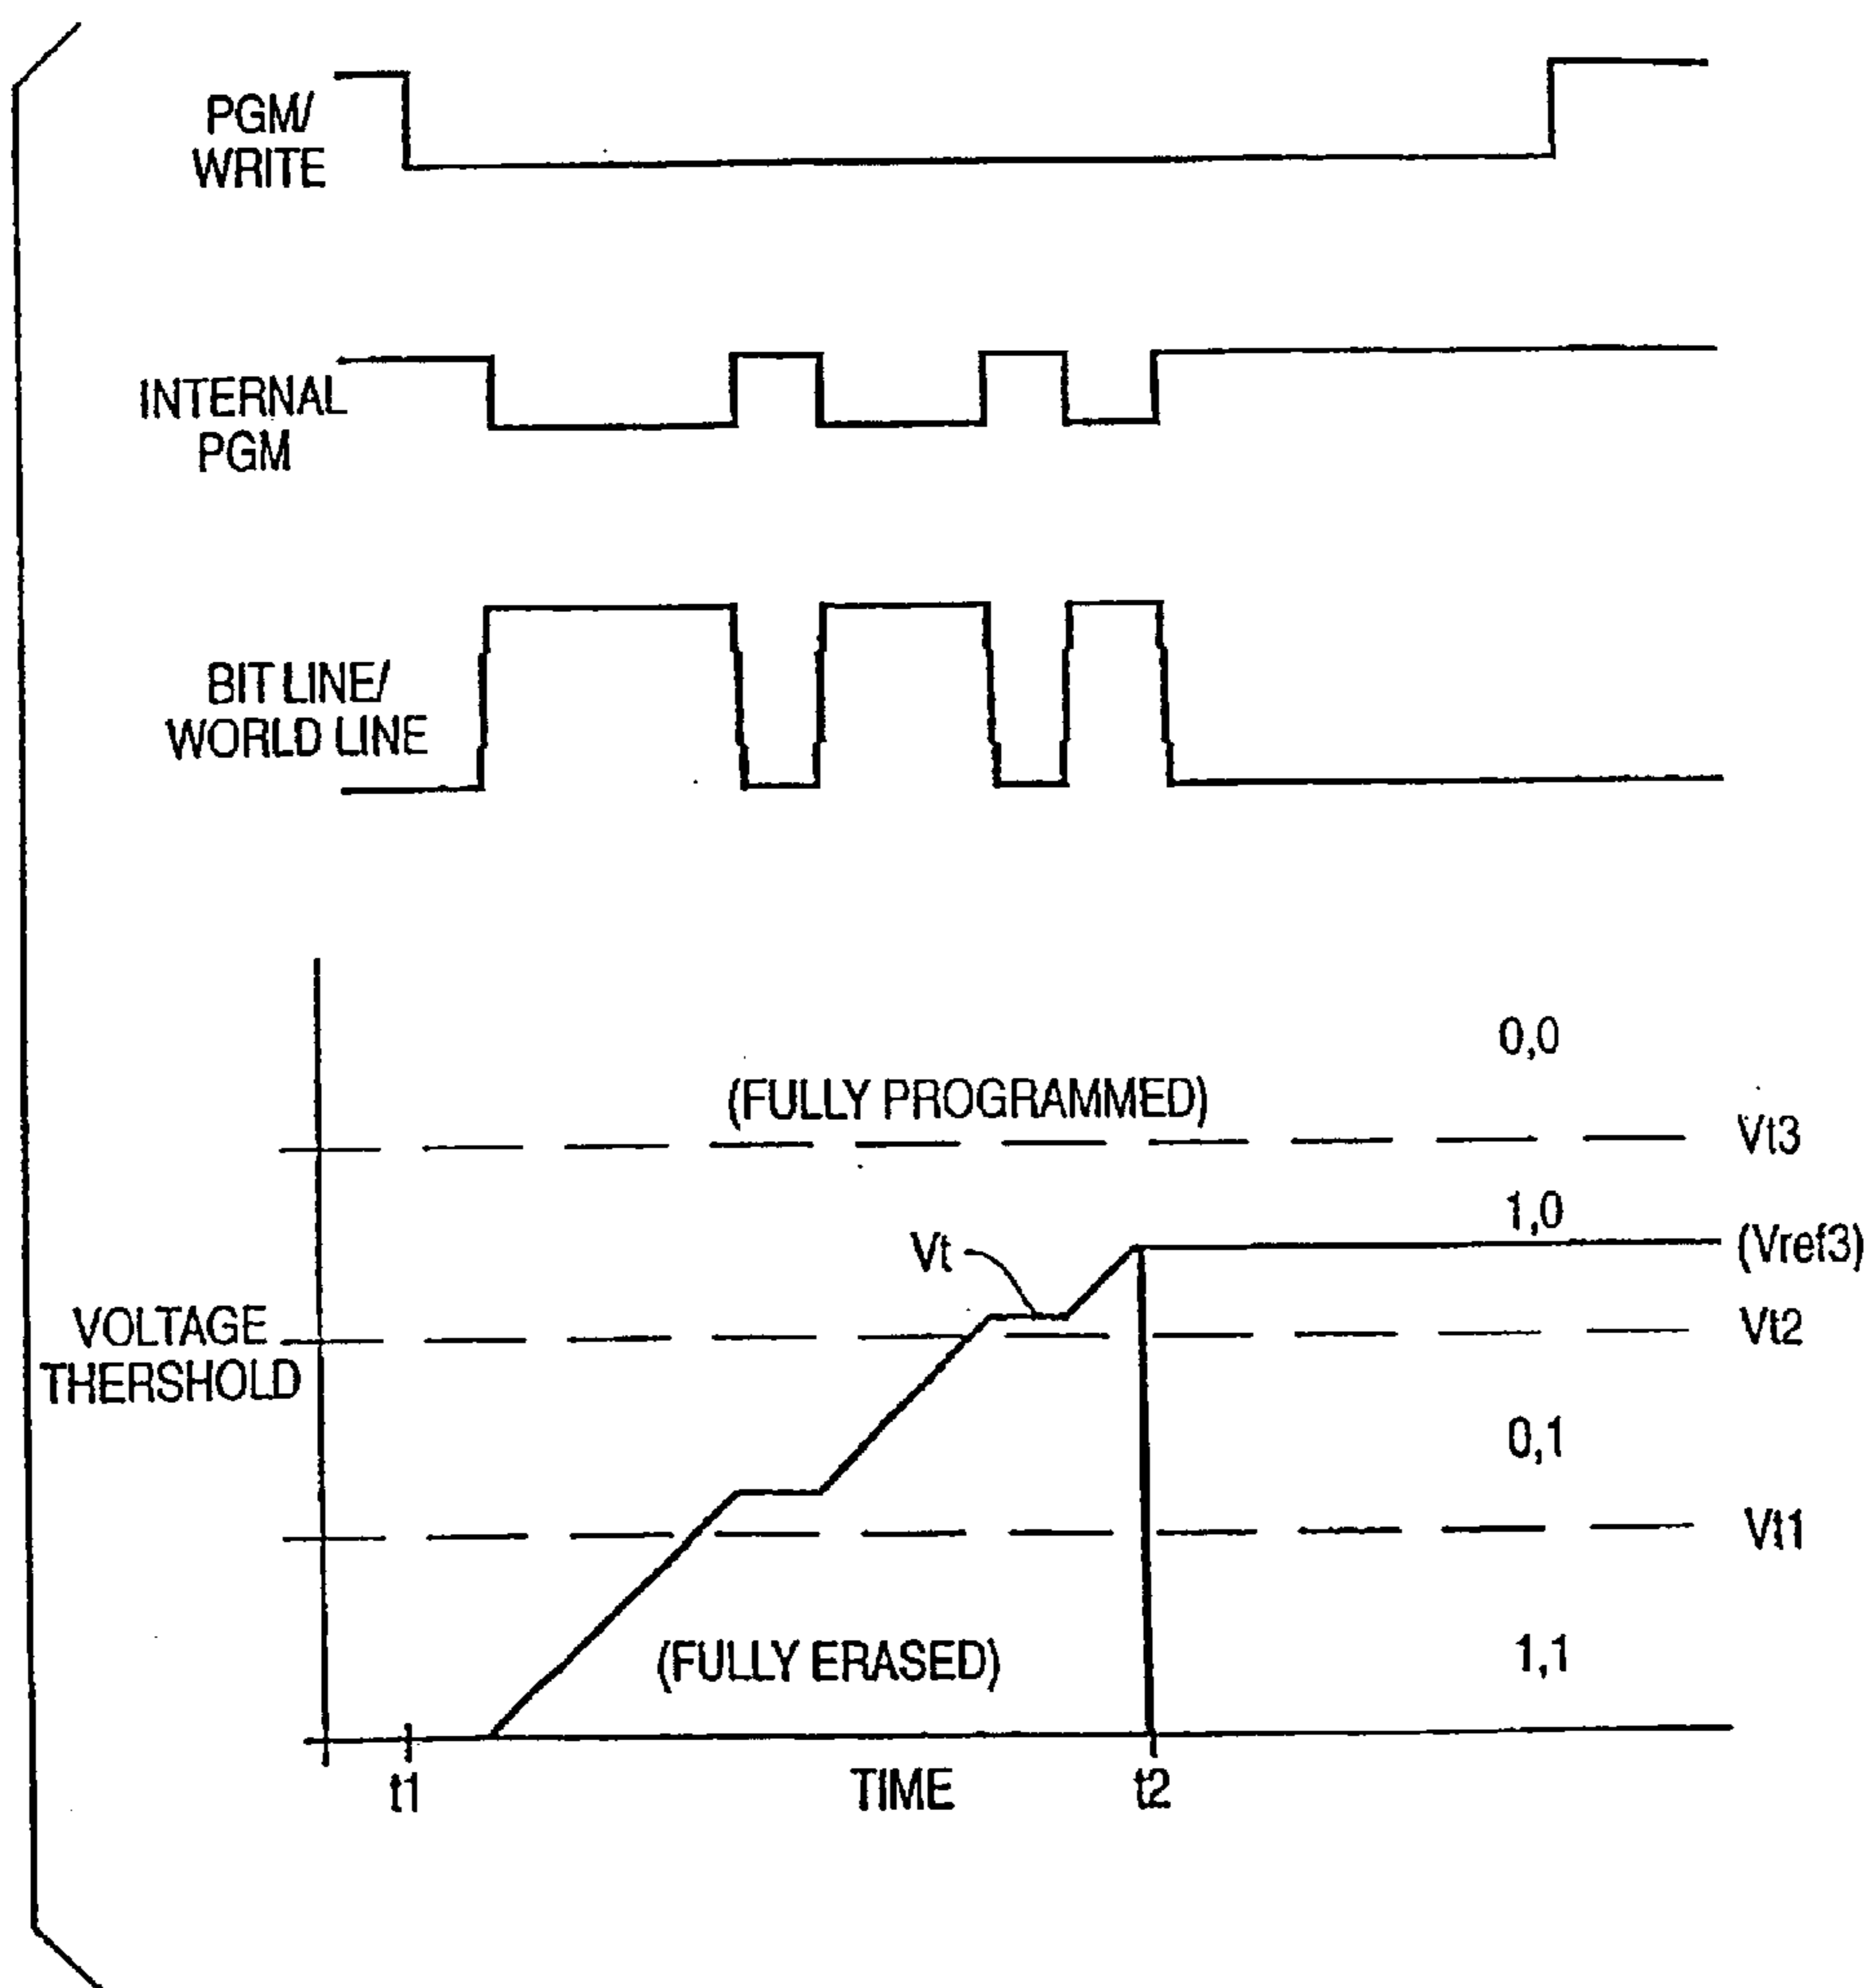 PGM/
WRITE
INTERNAL
PGM
BIT LINE/
WORLD LINE
0,0
(FULLY PROGRAMMED)
Vt3
1,0
Vt
(Vref3)
VOLTAGE
THERSHOLD
Vt2
0,1
Vt1
(FULLY ERASED)
1,1
t1
TIME
t2